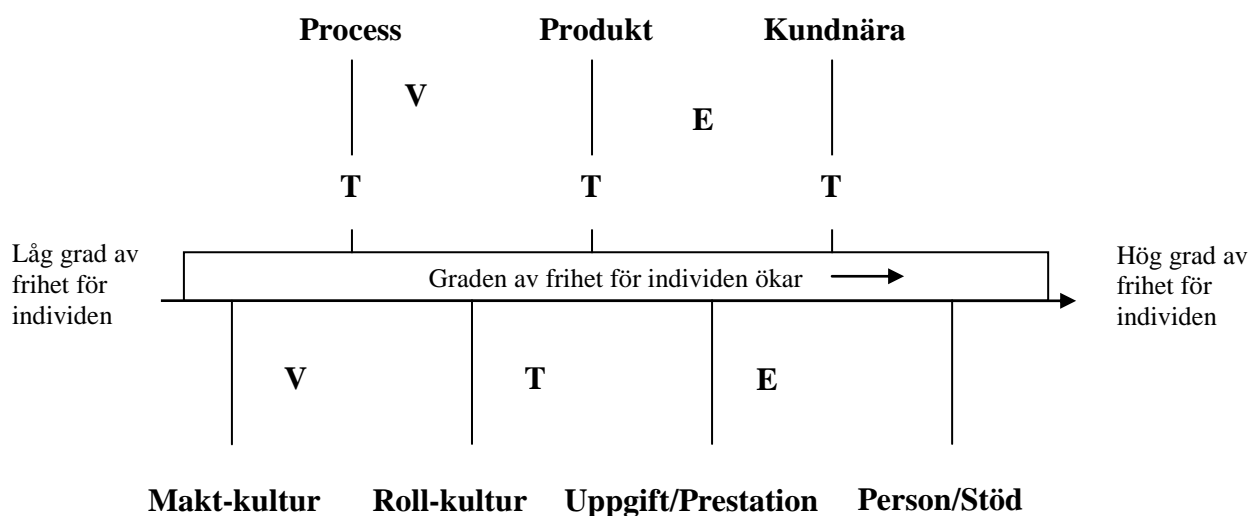 Process Produkt Kundnära
V
E
T T T
Låg grad av
frihet för
individen
Graden av frihet för individen ökar
Hög grad av
frihet för
individen
V T E
Makt-kultur Roll-kultur Uppgift/Prestation Person/Stöd